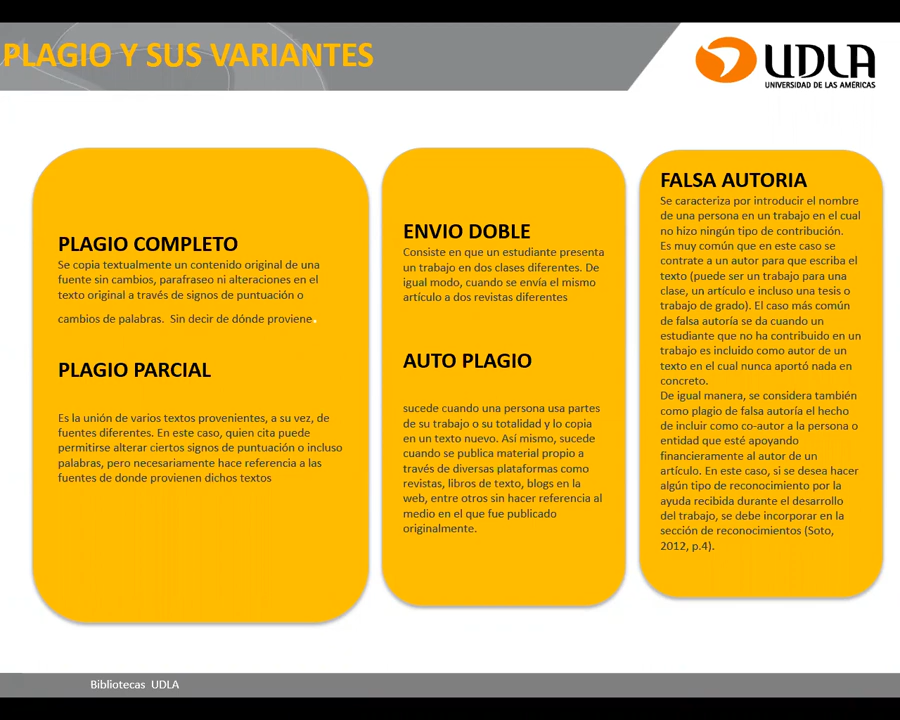 PLAGIO Y SUS VARIANTES
UDLA
UNIVERSIDAD DE LAS AMÉRICAS
PLAGIO COMPLETO
Se copia textualmente un contenido original de una
fuente sin cambios, parafraseo ni alteraciones en el
texto original a través de signos de puntuación o
cambios de palabras. Sin decir de dónde proviene.
PLAGIO PARCIAL
Es la unión de varios textos provenientes, a su vez, de
fuentes diferentes. En este caso, quien cita puede
permitirse alterar ciertos signos de puntuación o incluso
palabras, pero necesariamente hace referencia a las
fuentes de donde provienen dichos textos
ENVIO DOBLE
Consiste en que un estudiante presenta
un trabajo en dos clases diferentes. De
igual modo, cuando se envía el mismo
artículo a dos revistas diferentes
AUTO PLAGIO
sucede cuando una persona usa partes
de su trabajo o su totalidad y lo copia
en un texto nuevo. Así mismo, sucede
cuando se publica material propio a
través de diversas plataformas como
revistas, libros de texto, blogs en la
web, entre otros sin hacer referencia al
medio en el que fue publicado
originalmente.
FALSA AUTORIA
Se caracteriza por introducir el nombre
de una persona en un trabajo en el cual
no hizo ningún tipo de contribución.
Es muy común que en este caso se
contrate a un autor para que escriba el
texto (puede ser un trabajo para una
clase, un artículo e incluso una tesis o
trabajo de grado). El caso más común
de falsa autoría se da cuando un
estudiante que no ha contribuido en un
trabajo es incluido como autor de un
texto en el cual nunca aportó nada en
concreto.
De igual manera, se considera también
como plagio de falsa autoría el hecho
de incluir como co-autor a la persona o
entidad que esté apoyando
financieramente al autor de un
artículo. En este caso, si se desea hacer
algún tipo de reconocimiento por la
ayuda recibida durante el desarrollo
del trabajo, se debe incorporar en la
sección de reconocimientos (Soto,
2012, p.4).
Bibliotecas UDLA